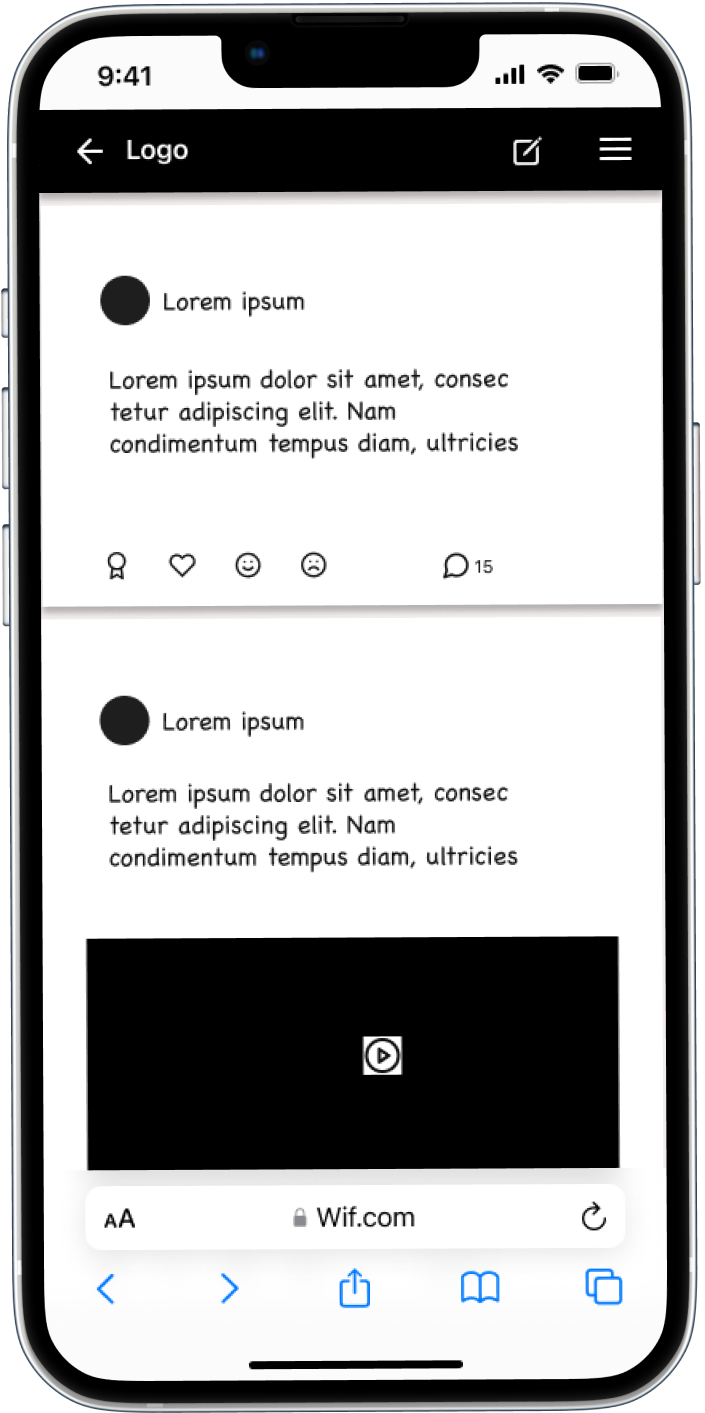 9:41
Logo
Lorem ipsum
Lorem ipsum dolor sit amet, consec
tetur adipiscing elit. Nam
condimentum tempus diam, ultricies
15
Lorem ipsum
Lorem ipsum dolor sit amet, consec
tetur adipiscing elit. Nam
condimentum tempus diam, ultricies
AA Wif.com